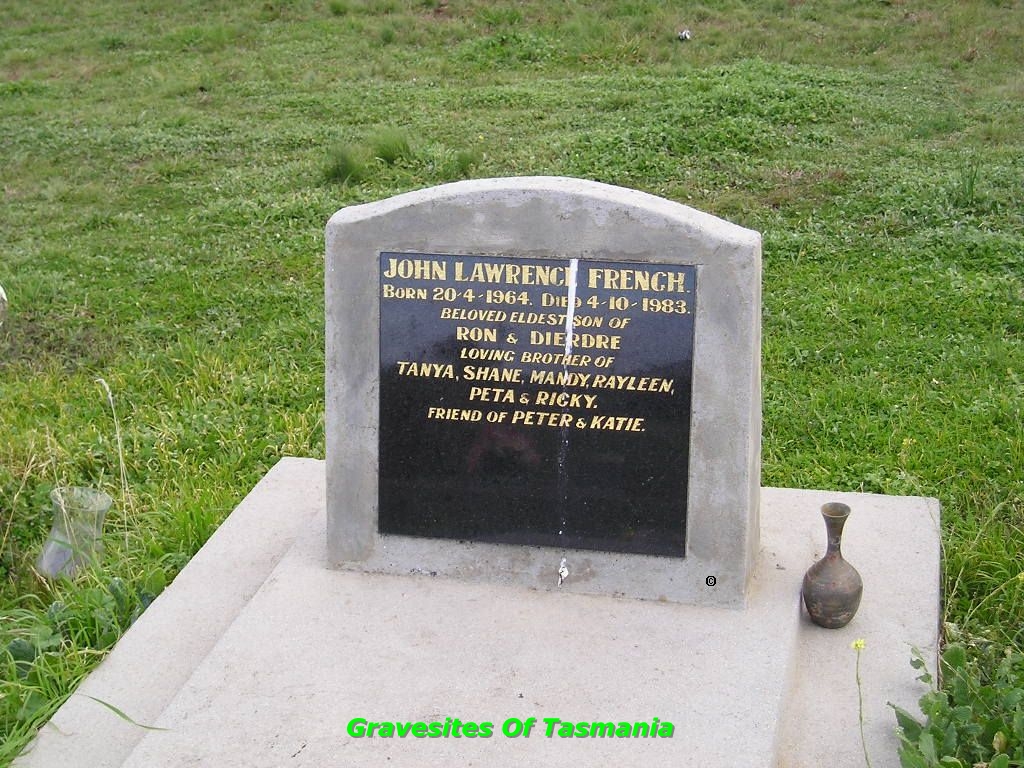 JOHN LAWRENCE FRENCH.
BORN 20-4-1964. DIED 4-10-1983.
BELOVED ELDEST SON OF
RON & DIERDRE
LOVING BROTHER OF
TANYA, SHANE, MANDY, RAYLEEN,
PETA & RICKY.
FRIEND OF PETER & KATIE.
©
Gravesites Of Tasmania